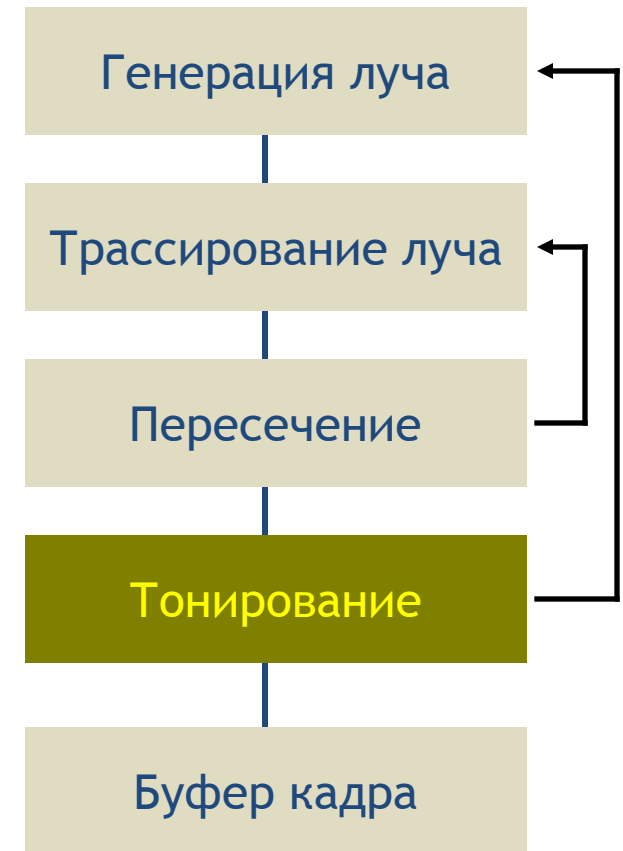 Генерация луча
Трассирование луча
Пересечение
Тонирование
Буфер кадра